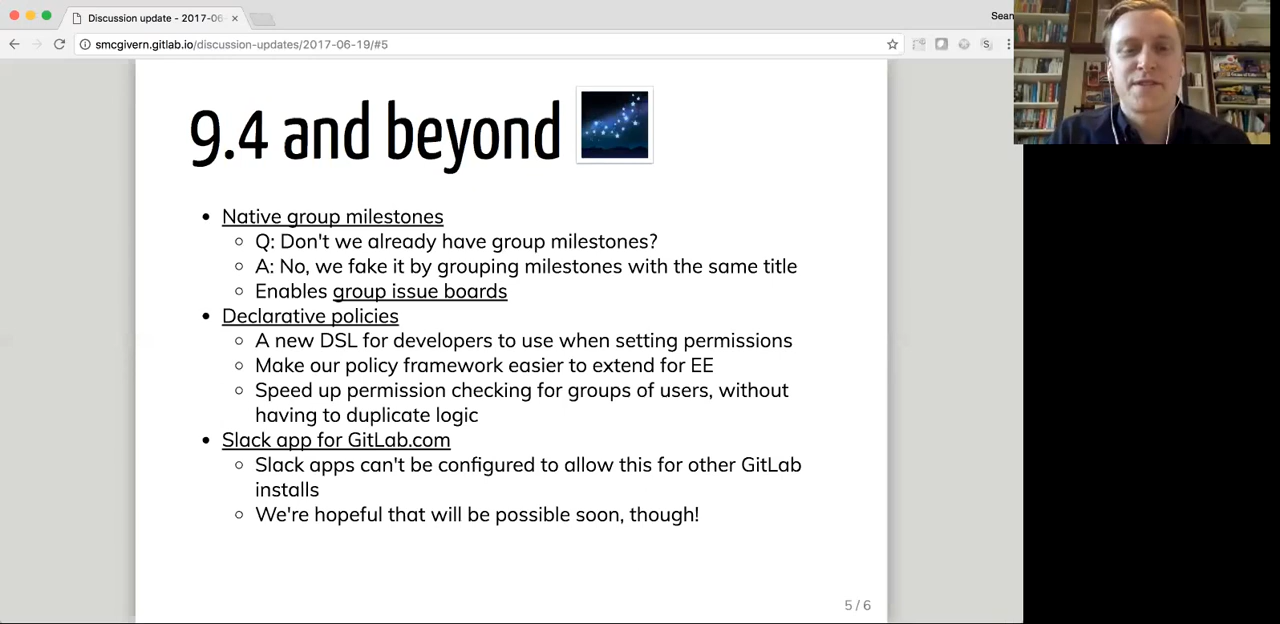 Discussion update - 2017-06
Sean
smcgivern.gitlab.io/discussion-updates/2017-06-19/#5
S
9.4 and beyond
Native group milestones
Q: Don't we already have group milestones?
A: No, we fake it by grouping milestones with the same title
Enables group issue boards
Declarative policies
A new DSL for developers to use when setting permissions
Make our policy framework easier to extend for EE
Speed up permission checking for groups of users, without
having to duplicate logic
Slack app for GitLab.com
Slack apps can't be configured to allow this for other GitLab
installs
We're hopeful that will be possible soon, though!
5 / 6